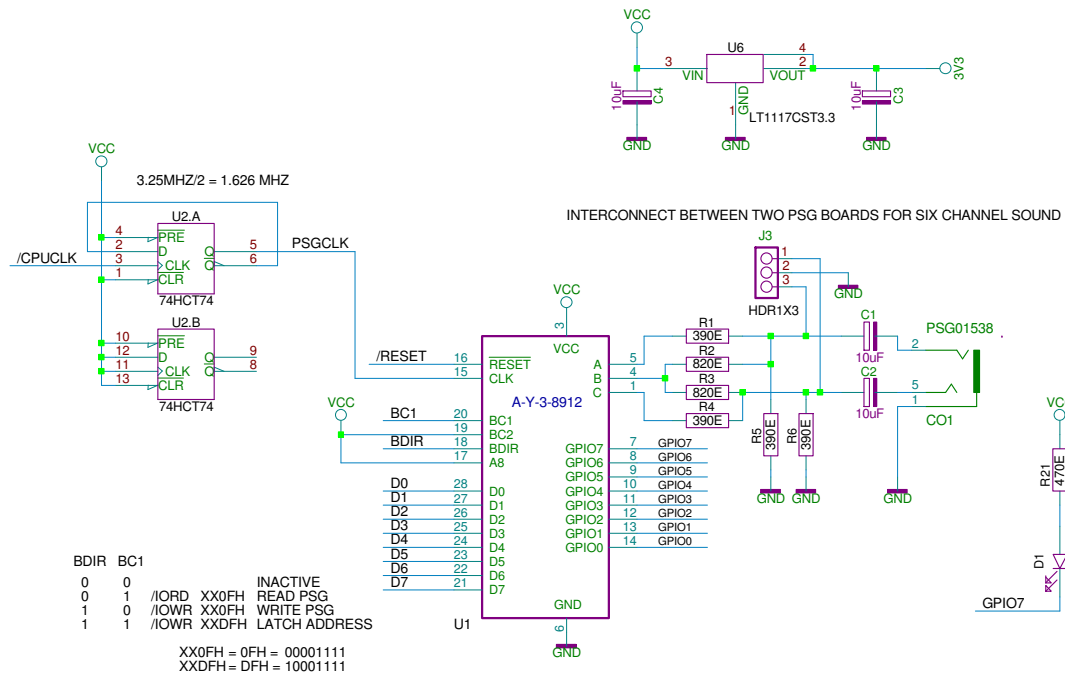 VCC
U6
3 VIN VOUT 4
2
GND
1
10uF C4
10uF C3
3V3
LT1117CST3.3
GND GND GND
VCC
3.25MHZ/2 = 1.626 MHZ
U2.A
4 PRE
2 D Q 5 PSGCLK
/CPUCLK 3 CLK Q 6
1 CLR
74HCT74
U2.B
10 PRE
12 D Q 9
11 CLK Q 8
13 CLR
74HCT74
INTERCONNECT BETWEEN TWO PSG BOARDS FOR SIX CHANNEL SOUND
J3
1
2
3
GND
HDR1X3
VCC
3
VCC
/RESET 16 RESET
15 CLK
A-Y-3-8912
VCC
BC1 20 BC1
19 BC2
BDIR 18 BDIR
17 A8
D0 28 D0
D1 27 D1
D2 26 D2
D3 25 D3
D4 24 D4
D5 23 D5
D6 22 D6
D7 21 D7
A 5
B 4
C 1
GPIO7 7 GPIO7
GPIO6 8 GPIO6
GPIO5 9 GPIO5
GPIO4 10 GPIO4
GPIO3 11 GPIO3
GPIO2 12 GPIO2
GPIO1 13 GPIO1
GPIO0 14 GPIO0
GND
6
GND
U1
R1
390E
R2
820E
R3
820E
R4
390E
R5 390E
R6 390E
GND GND
C1
10uF
C2
10uF
PSG01538
2
5
1
CO1
GND
VC
R21 470E
D1
GPIO7
BDIR BC1
0 0 INACTIVE
0 1 /IORD XX0FH READ PSG
1 0 /IOWR XX0FH WRITE PSG
1 1 /IOWR XXDFH LATCH ADDRESS
XX0FH = 0FH = 00001111
XXDFH = DFH = 10001111